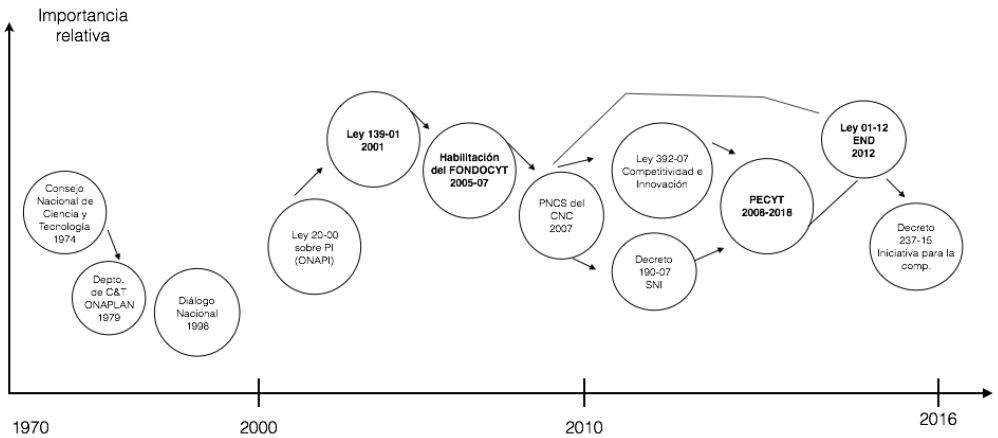 Importancia
relativa
Consejo
Nacional de
Ciencia y
Tecnología
1974
Depto.
de C&T
ONAPLAN
1979
Diálogo
Nacional
1998
Ley 20-00
sobre PI
(ONAPI)
Ley 139-01
2001
Habilitación
del FONDOCYT
2005-07
PNCS del
CNC
2007
Ley 392-07
Competitividad e
Innovación
Decreto
190-07
SNI
PECYT
2008-2018
Ley 01-12
END
2012
Decreto
237-15
Iniciativa para la
comp.
1970
2000
2010
2016